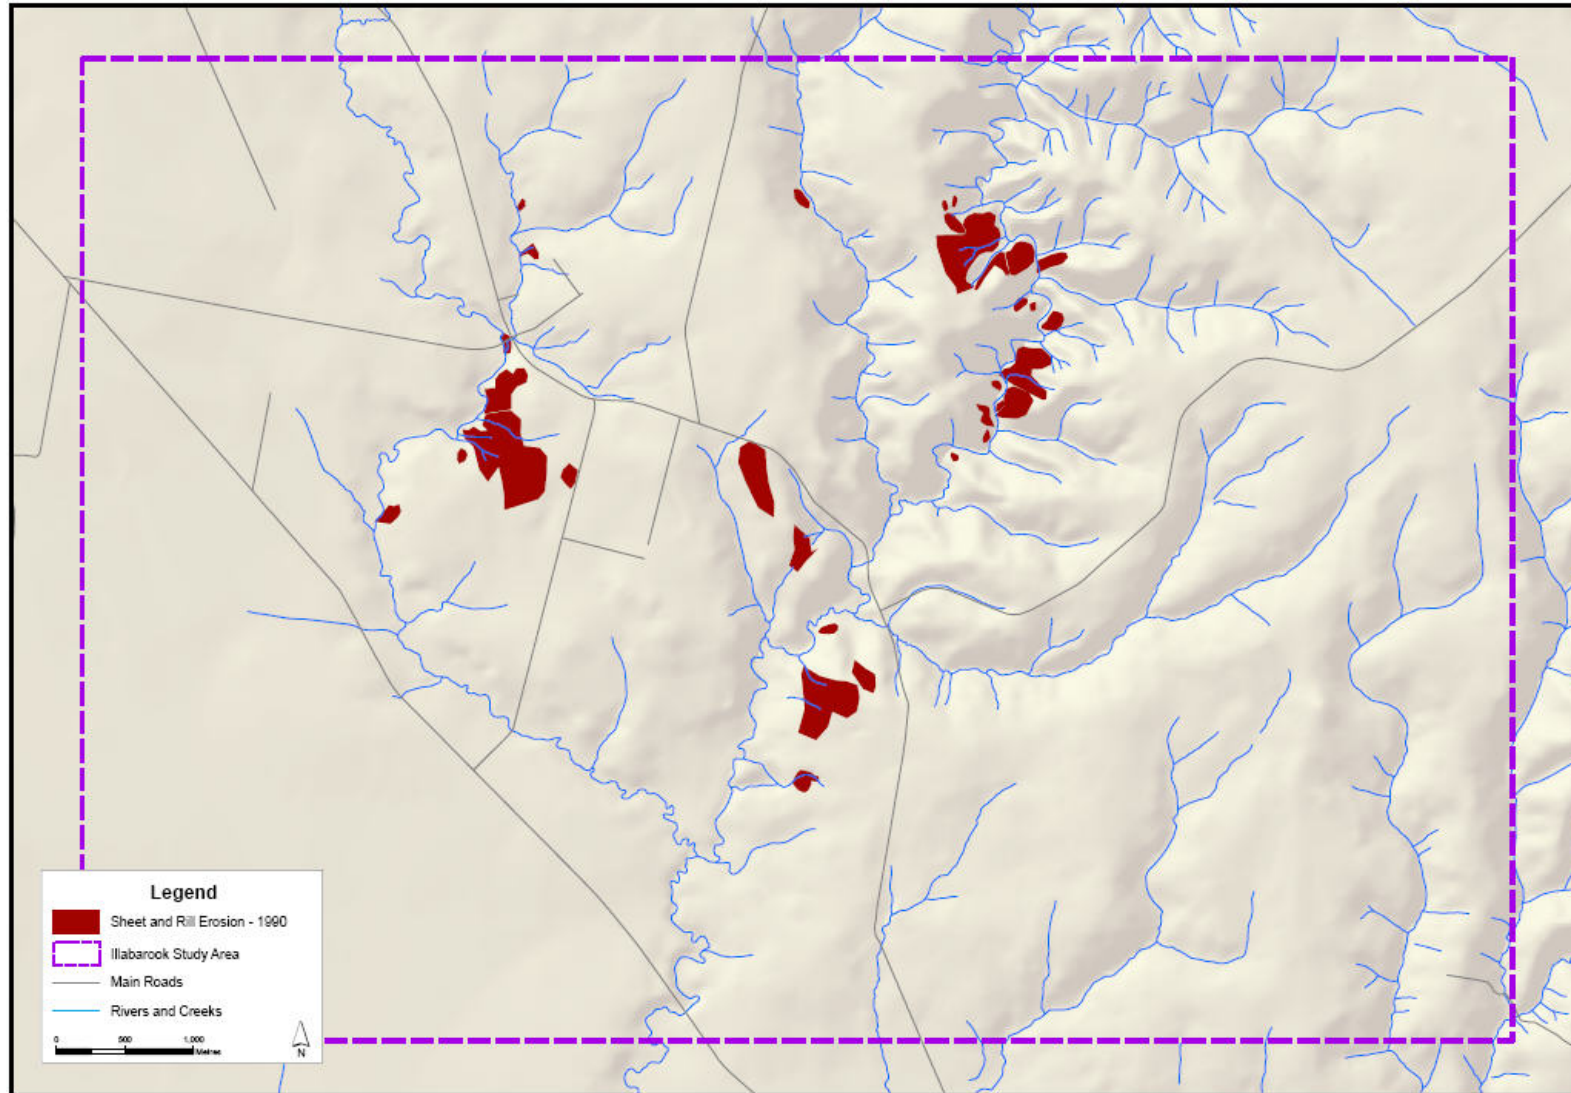 Legend
Sheet and Rill Erosion - 1990
Illabarook Study Area
Main Roads
Rivers and Creeks
0 500 1,000
Metres
N